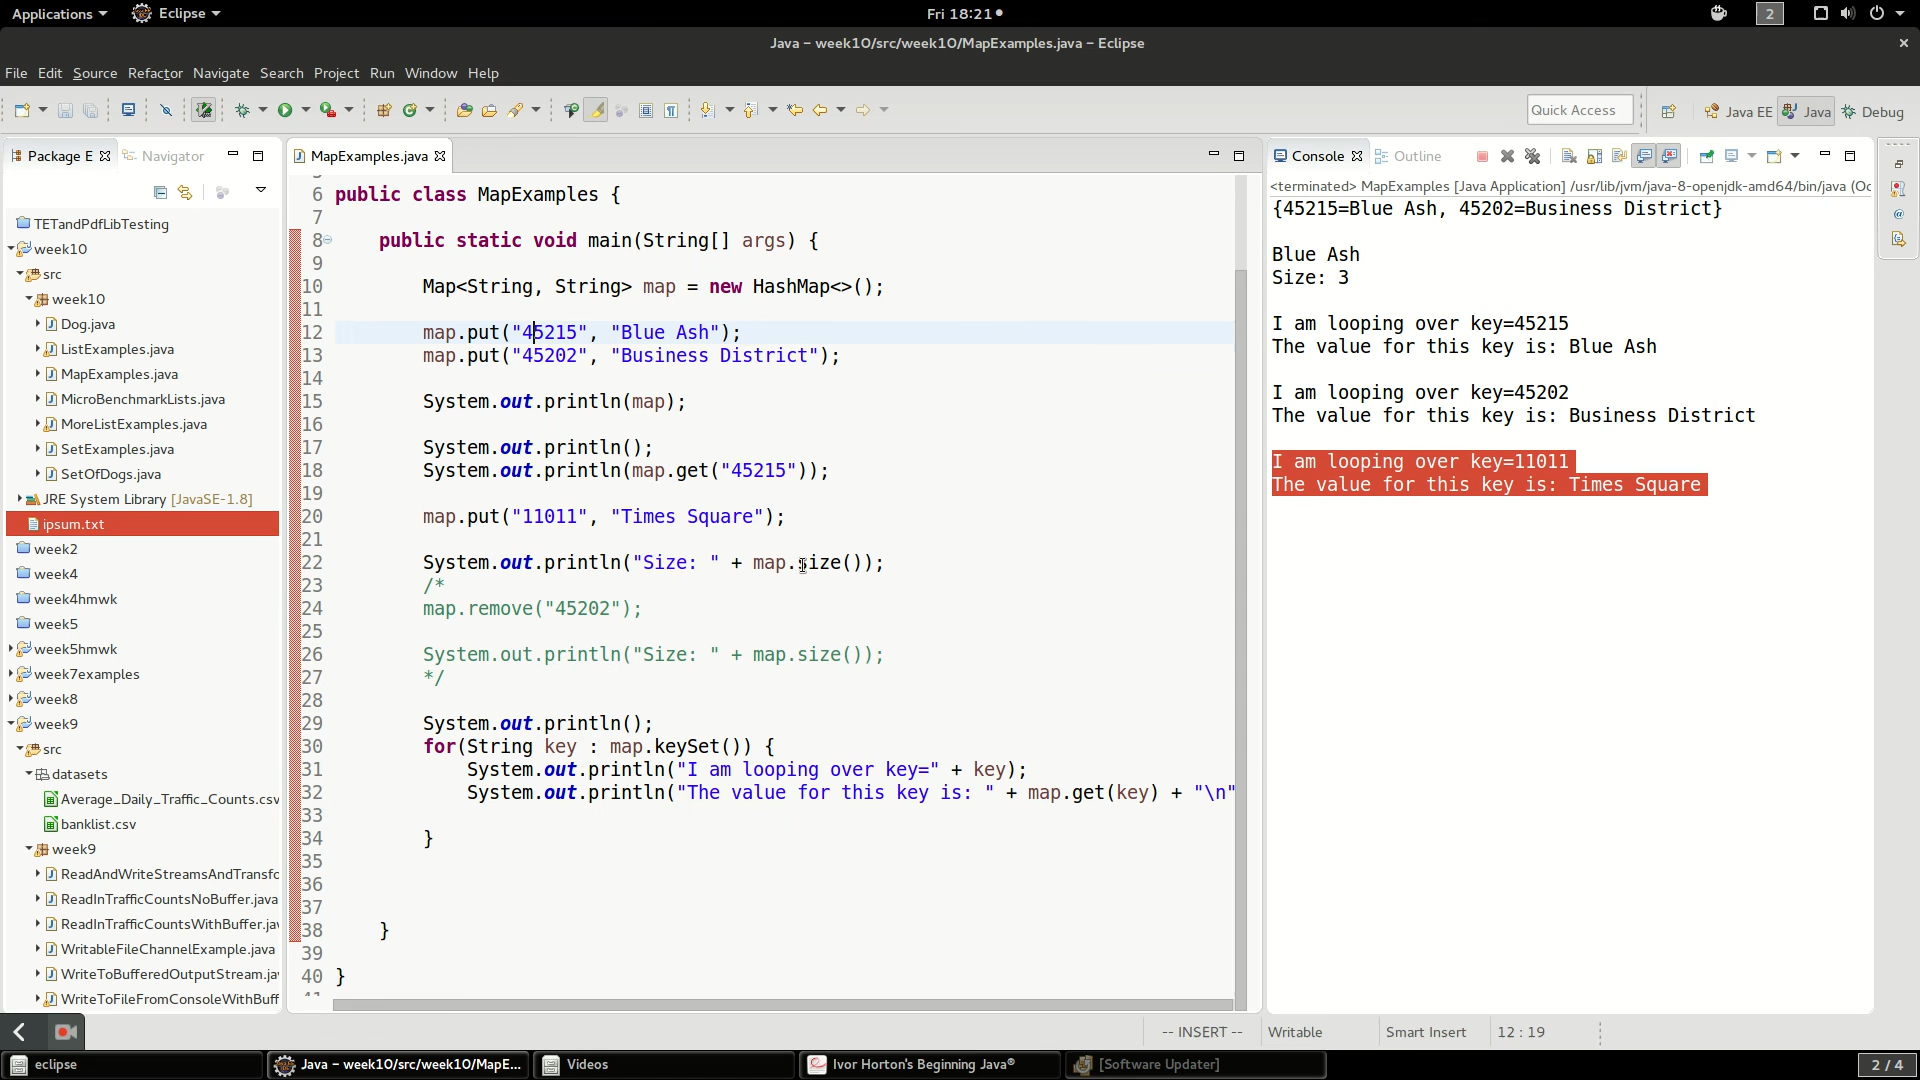 Applications
Eclipse
Fri 18:21
2
Java – week10/src/week10/MapExamples.java – Eclipse
File Edit Source Refactor Navigate Search Project Run Window Help
Quick Access
Java EE
Java
Debug
Package E
Navigator
TETandPdfLibTesting
week10
src
week10
Dog.java
ListExamples.java
MapExamples.java
MicroBenchmarkLists.java
MoreListExamples.java
SetExamples.java
SetOfDogs.java
JRE System Library [JavaSE-1.8]
ipsum.txt
week2
week4
week4hmwk
week5
week5hmwk
week7examples
week8
week9
src
datasets
Average_Daily_Traffic_Counts.csv
banklist.csv
week9
ReadAndWriteStreamsAndTransfo
ReadInTrafficCountsNoBuffer.java
ReadInTrafficCountsWithBuffer.jav
WritableFileChannelExample.java
WriteToBufferedOutputStream.jav
WriteToFileFromConsoleWithBuff
MapExamples.java
6 public class MapExamples {
7
8 public static void main(String[] args) {
9
10 Map<String, String> map = new HashMap<>();
11
12 map.put("45215", "Blue Ash");
13 map.put("45202", "Business District");
14
15 System.out.println(map);
16
17 System.out.println();
18 System.out.println(map.get("45215"));
19
20 map.put("11011", "Times Square");
21
22 System.out.println("Size: " + map.size());
23 /*
24 map.remove("45202");
25
26 System.out.println("Size: " + map.size());
27 */
28
29 System.out.println();
30 for(String key : map.keySet()) {
31 System.out.println("I am looping over key=" + key);
32 System.out.println("The value for this key is: " + map.get(key) + "\n"
33
34 }
35
36
37
38 }
39
40 }
Console
Outline
<terminated> MapExamples [Java Application] /usr/lib/jvm/java-8-openjdk-amd64/bin/java (Oc
{45215=Blue Ash, 45202=Business District}
Blue Ash
Size: 3
I am looping over key=45215
The value for this key is: Blue Ash
I am looping over key=45202
The value for this key is: Business District
I am looping over key=11011
The value for this key is: Times Square
-- INSERT --
Writable
Smart Insert
12 : 19
eclipse
Java – week10/src/week10/MapE...
Videos
Ivor Horton's Beginning Java®
[Software Updater]
2 / 4